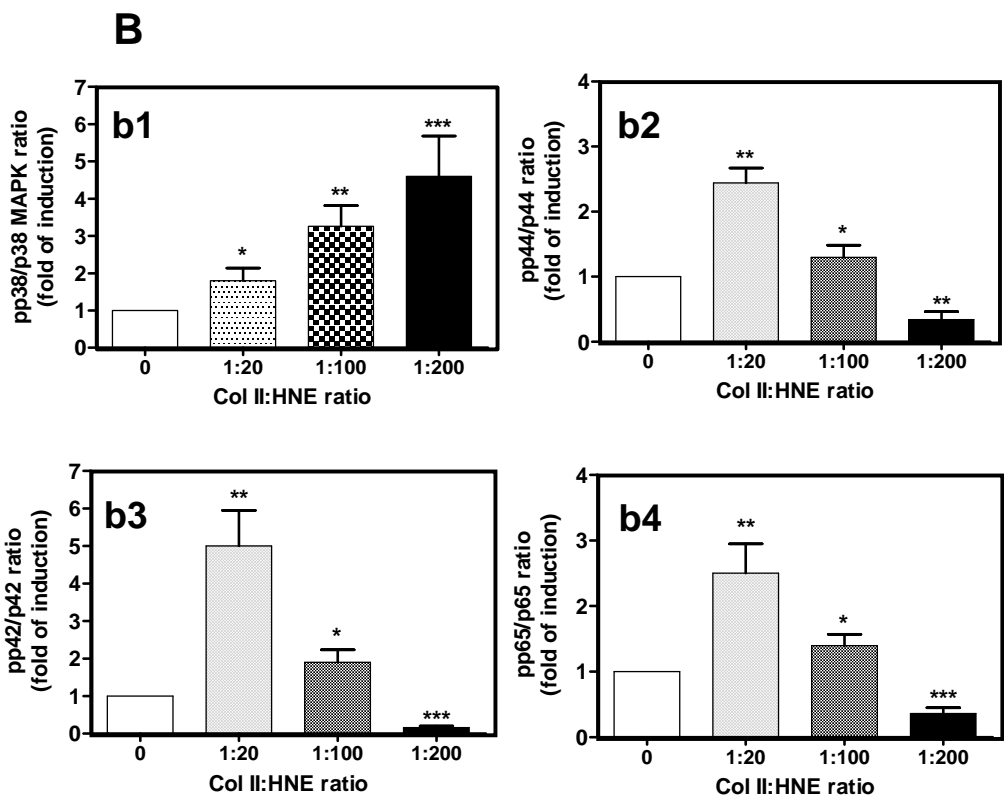 B
b1
pp38/p38 MAPK ratio
(fold of induction)
7
6
5
4
3
2
1
0
*
**
***
0 1:20 1:100 1:200
Col II:HNE ratio
b2
pp44/p44 ratio
(fold of induction)
4
3
2
1
0
**
*
**
0 1:20 1:100 1:200
Col II:HNE ratio
b3
pp42/p42 ratio
(fold of induction)
7
6
5
4
3
2
1
0
**
*
***
0 1:20 1:100 1:200
Col II:HNE ratio
b4
pp65/p65 ratio
(fold of induction)
4
3
2
1
0
**
*
***
0 1:20 1:100 1:200
Col II:HNE ratio